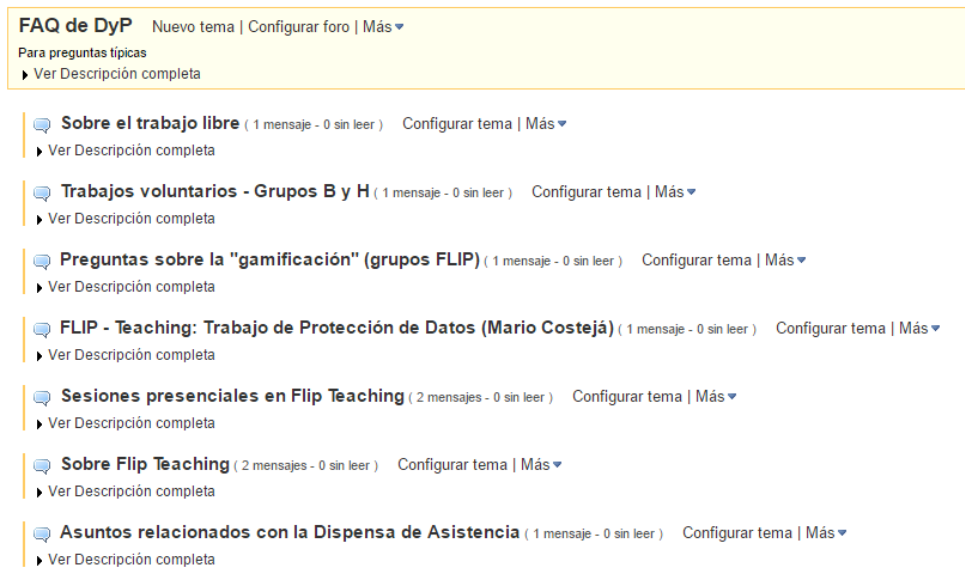 FAQ de DyP Nuevo tema | Configurar foro | Más
Para preguntas típicas
Ver Descripción completa
Sobre el trabajo libre ( 1 mensaje - 0 sin leer ) Configurar tema | Más
Ver Descripción completa
Trabajos voluntarios - Grupos B y H ( 1 mensaje - 0 sin leer ) Configurar tema | Más
Ver Descripción completa
Preguntas sobre la "gamificación" (grupos FLIP) ( 1 mensaje - 0 sin leer ) Configurar tema | Más
Ver Descripción completa
FLIP - Teaching: Trabajo de Protección de Datos (Mario Costejá) ( 1 mensaje - 0 sin leer ) Configurar tema | Más
Ver Descripción completa
Sesiones presenciales en Flip Teaching ( 2 mensajes - 0 sin leer ) Configurar tema | Más
Ver Descripción completa
Sobre Flip Teaching ( 2 mensajes - 0 sin leer ) Configurar tema | Más
Ver Descripción completa
Asuntos relacionados con la Dispensa de Asistencia ( 1 mensaje - 0 sin leer ) Configurar tema | Más
Ver Descripción completa